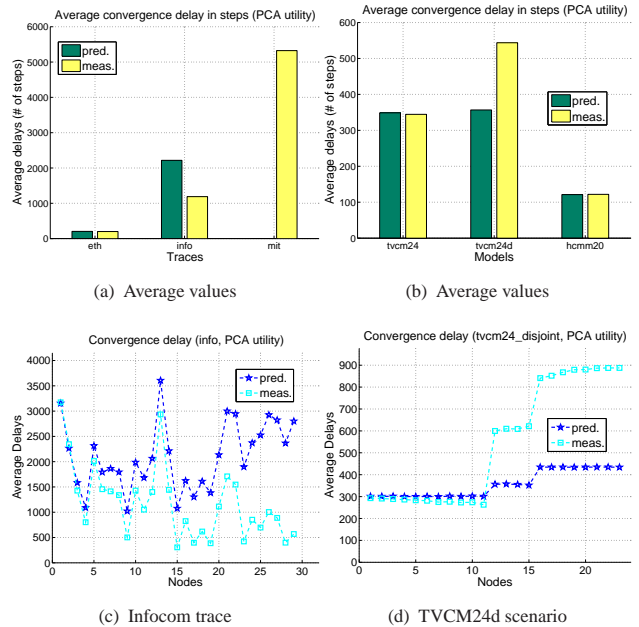 Average convergence delay in steps (PCA utility)
Average delays (# of steps)
6000
5000
4000
3000
2000
1000
0
pred.
meas.
eth info mit
Traces
(a) Average values
Average convergence delay in steps (PCA utility)
Average delays (# of steps)
600
500
400
300
200
100
0
pred.
meas.
tvcm24 tvcm24d hcmm20
Models
(b) Average values
Convergence delay (info, PCA utility)
Average Delays
4000
3500
3000
2500
2000
1500
1000
500
0
pred.
meas.
0 5 10 15 20 25 30
Nodes
(c) Infocom trace
Convergence delay (tvcm24_disjoint, PCA utility)
Average Delays
900
800
700
600
500
400
300
200
100
0
pred.
meas.
0 5 10 15 20
Nodes
(d) TVCM24d scenario